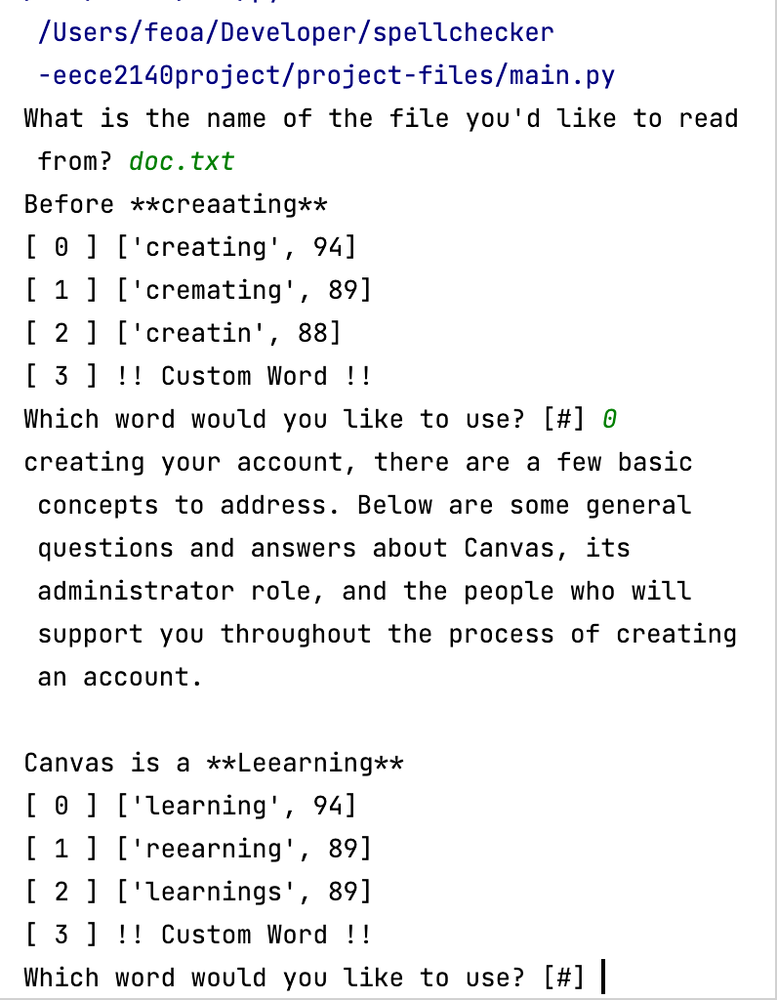 /Users/feoa/Developer/spellchecker
-eece2140project/project-files/main.py
What is the name of the file you'd like to read
from? doc.txt
Before **creaating**
[ 0 ] ['creating', 94]
[ 1 ] ['cremating', 89]
[ 2 ] ['creatin', 88]
[ 3 ] !! Custom Word !!
Which word would you like to use? [#] 0
creating your account, there are a few basic
concepts to address. Below are some general
questions and answers about Canvas, its
administrator role, and the people who will
support you throughout the process of creating
an account.
Canvas is a **Leearning**
[ 0 ] ['learning', 94]
[ 1 ] ['reearning', 89]
[ 2 ] ['learnings', 89]
[ 3 ] !! Custom Word !!
Which word would you like to use? [#]